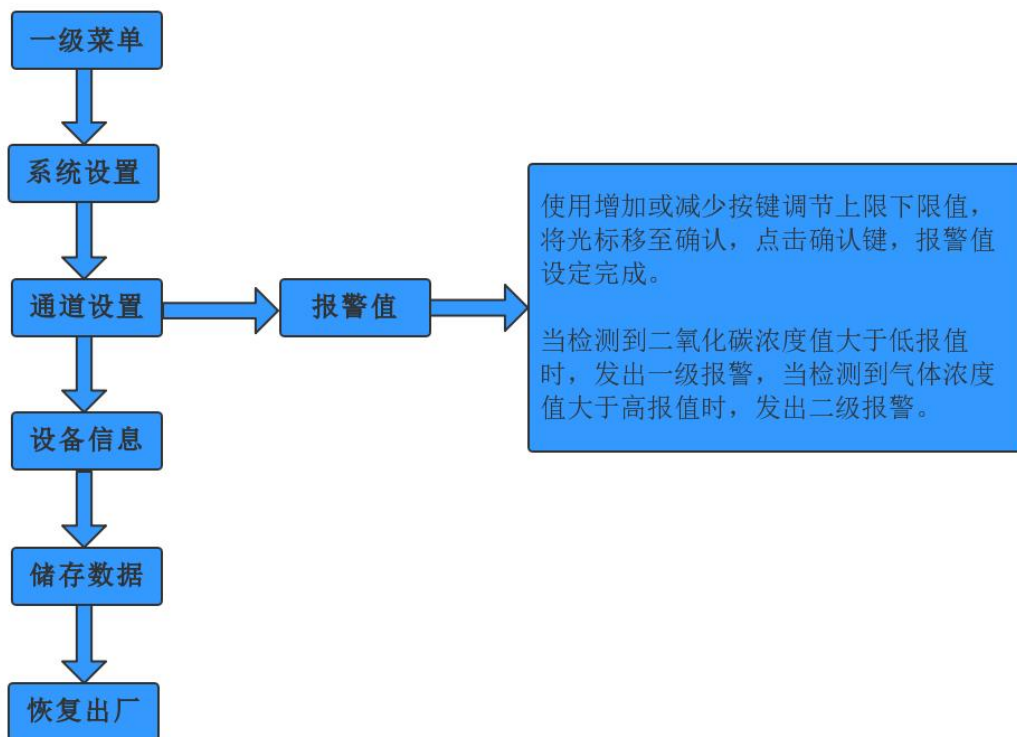 一级菜单
系统设置
通道设置
报警值
使用增加或减少按键调节上限下限值，
将光标移至确认，点击确认键，报警值
设定完成。
当检测到二氧化碳浓度值大于低报值
时，发出一级报警，当检测到气体浓度
值大于高报值时，发出二级报警。
设备信息
储存数据
恢复出厂